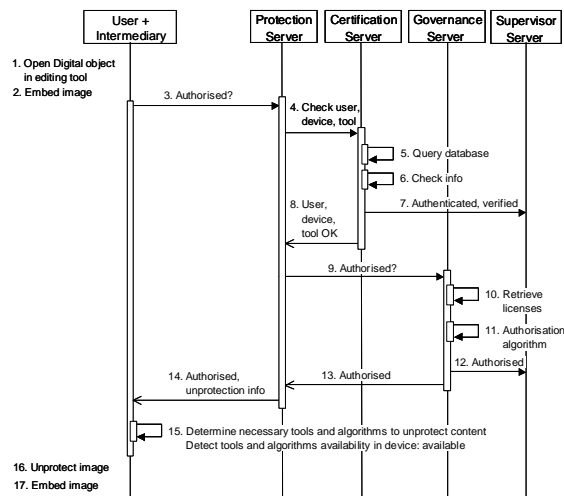 User +
Intermediary
Protection
Server
Certification
Server
Governance
Server
Supervisor
Server
1. Open Digital object
in editing tool
2. Embed image
3. Authorised?
4. Check user,
device, tool
5. Query database
6. Check info
7. Authenticated, verified
8. User,
device,
tool OK
9. Authorised?
10. Retrieve
licenses
11. Authorisation
algorithm
12. Authorised
13. Authorised
14. Authorised,
unprotection info
15. Determine necessary tools and algorithms to unprotect content
Detect tools and algorithms availability in device: available
16. Unprotect image
17. Embed image